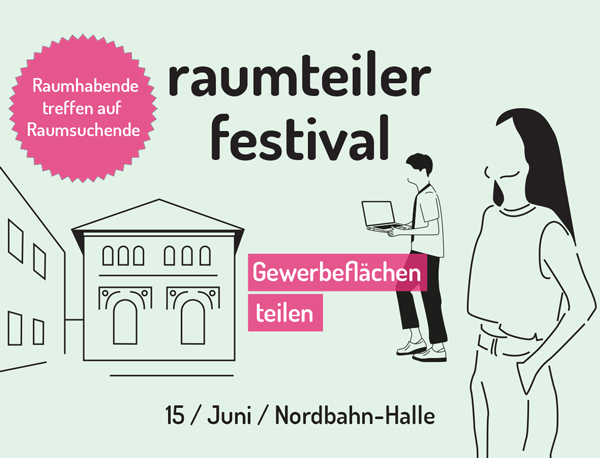 Raumhabende
treffen auf
Raumsuchende
raumteiler
festival
Gewerbeflächen
teilen
15 / Juni / Nordbahn-Halle